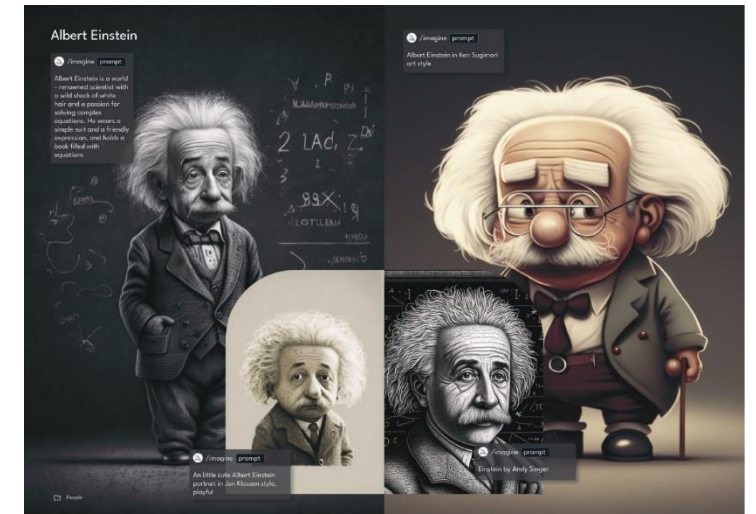 Albert Einstein
/imagine prompt
Albert Einstein is a world
- renowned scientist with
a wild shock of white
hair and a passion for
solving complex
equations. He wears a
simple suit and a friendly
expression, and holds a
book filled with
equations
/imagine prompt
Albert Einstein in Ken Sugimori
art style
/imagine prompt
An little cute Albert Einstein
portrait in Jon Klassen style,
playful
/imagine prompt
Einstein by Andy Singer
People